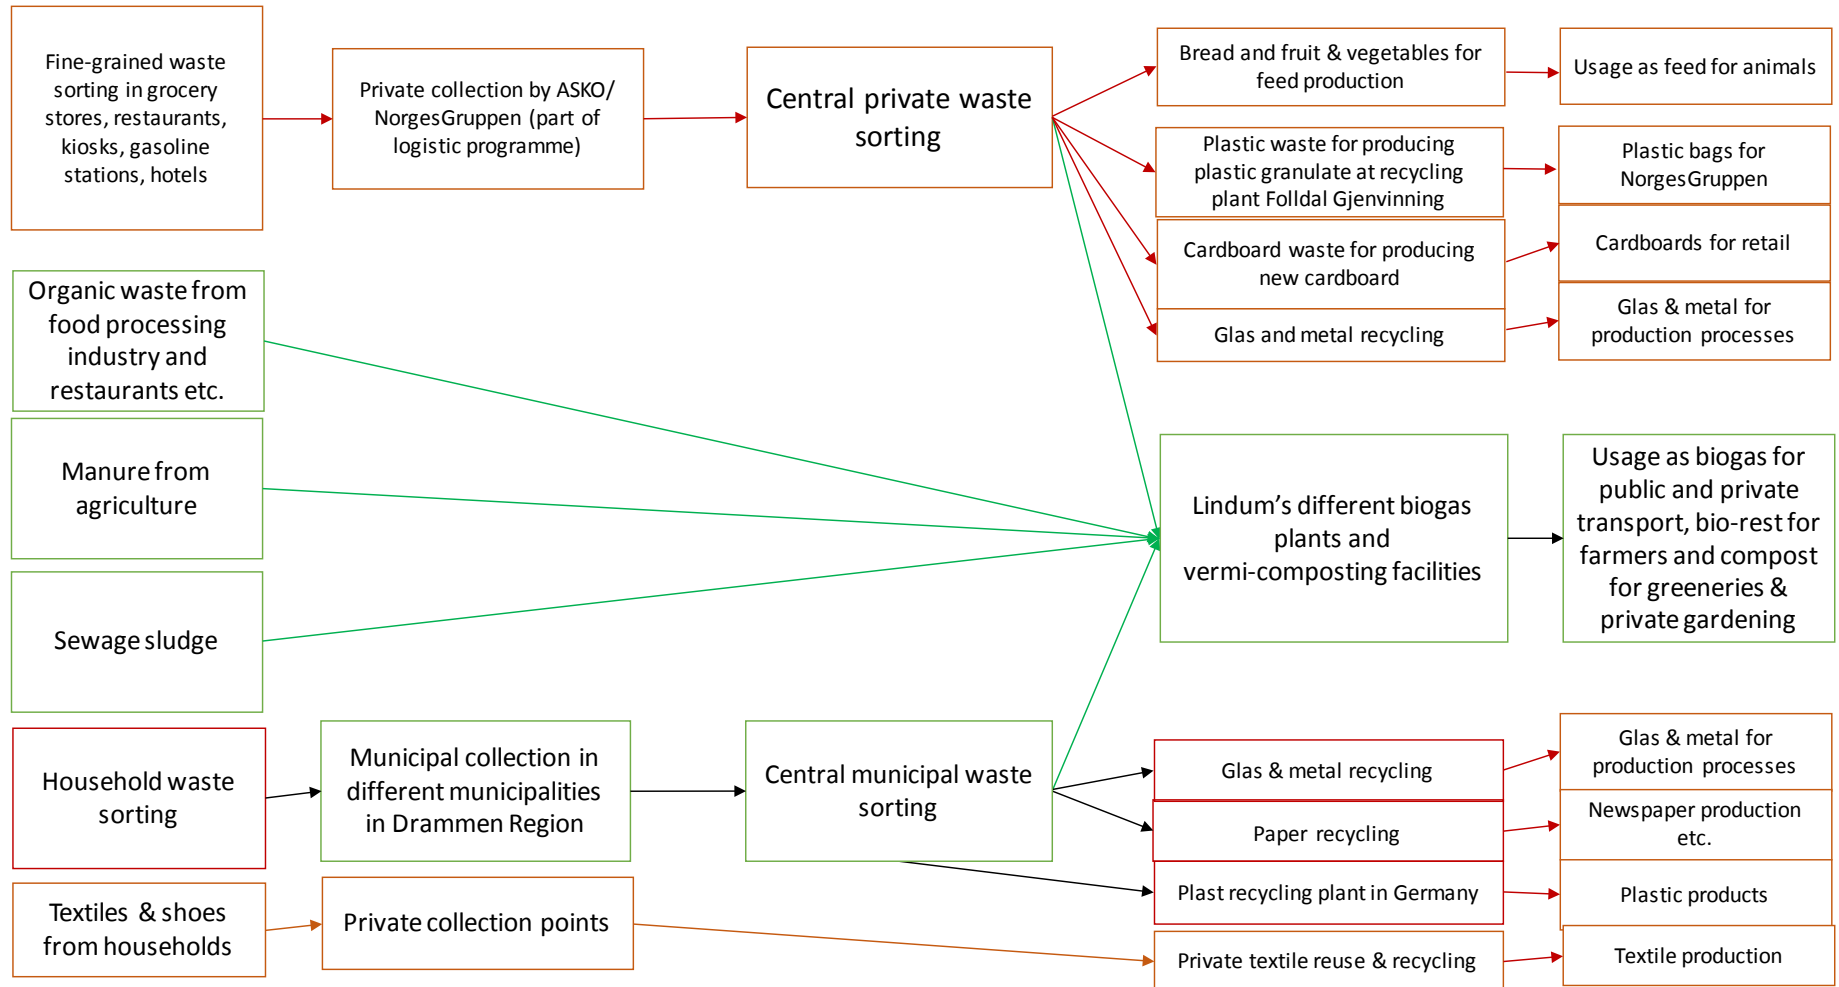 Fine-grained waste
sorting in grocery
stores, restaurants,
kiosks, gasoline
stations, hotels
Private collection by ASKO/
NorgesGruppen (part of
logistic programme)
Central private waste
sorting
Bread and fruit & vegetables for
feed production
Usage as feed for animals
Plastic waste for producing
plastic granulate at recycling
plant Folldal Gjenvinning
Plastic bags for
NorgesGruppen
Cardboard waste for producing
new cardboard
Cardboards for retail
Glas and metal recycling
Glas & metal for
production processes
Organic waste from
food processing
industry and
restaurants etc.
Manure from
agriculture
Sewage sludge
Lindum’s different biogas
plants and
vermi-composting facilities
Usage as biogas for
public and private
transport, bio-rest for
farmers and compost
for greeneries &
private gardening
Household waste
sorting
Municipal collection in
different municipalities
in Drammen Region
Central municipal waste
sorting
Glas & metal recycling
Glas & metal for
production processes
Paper recycling
Newspaper production
etc.
Plast recycling plant in Germany
Plastic products
Textiles & shoes
from households
Private collection points
Private textile reuse & recycling
Textile production